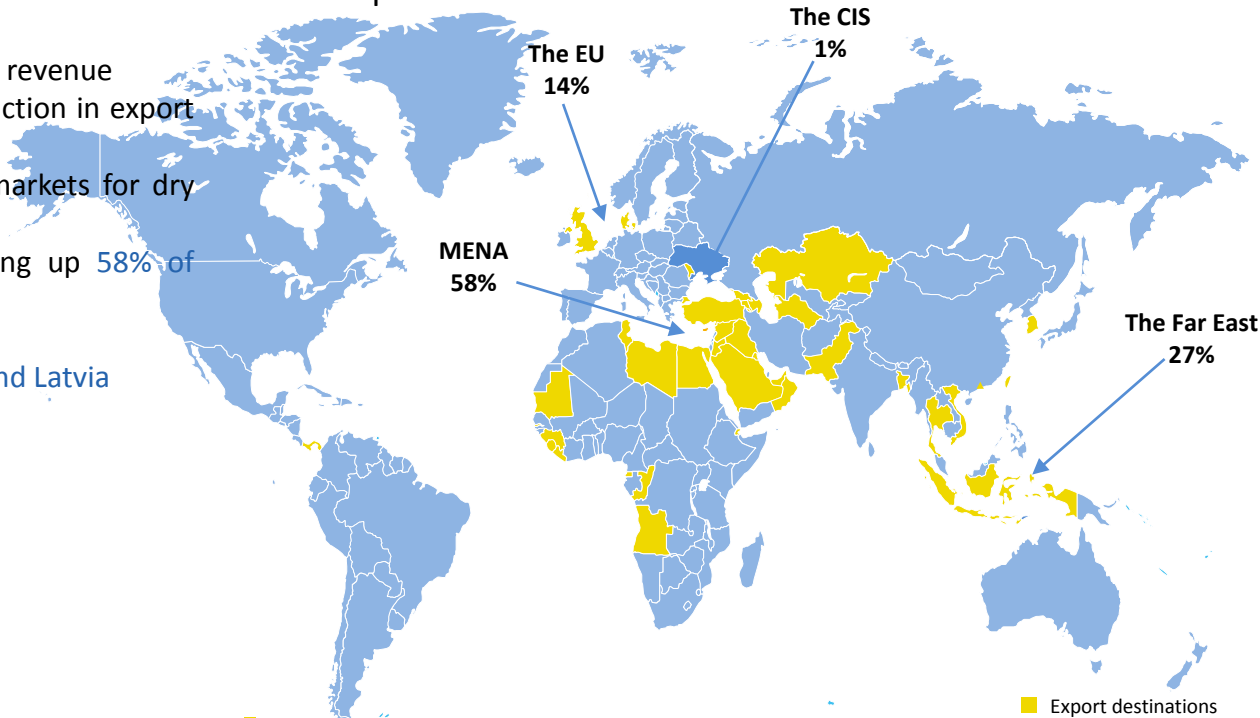 revenue
ction in export
markets for dry
ng up 58% of
nd Latvia
The EU
14%
The CIS
1%
MENA
58%
The Far East
27%
Export destinations